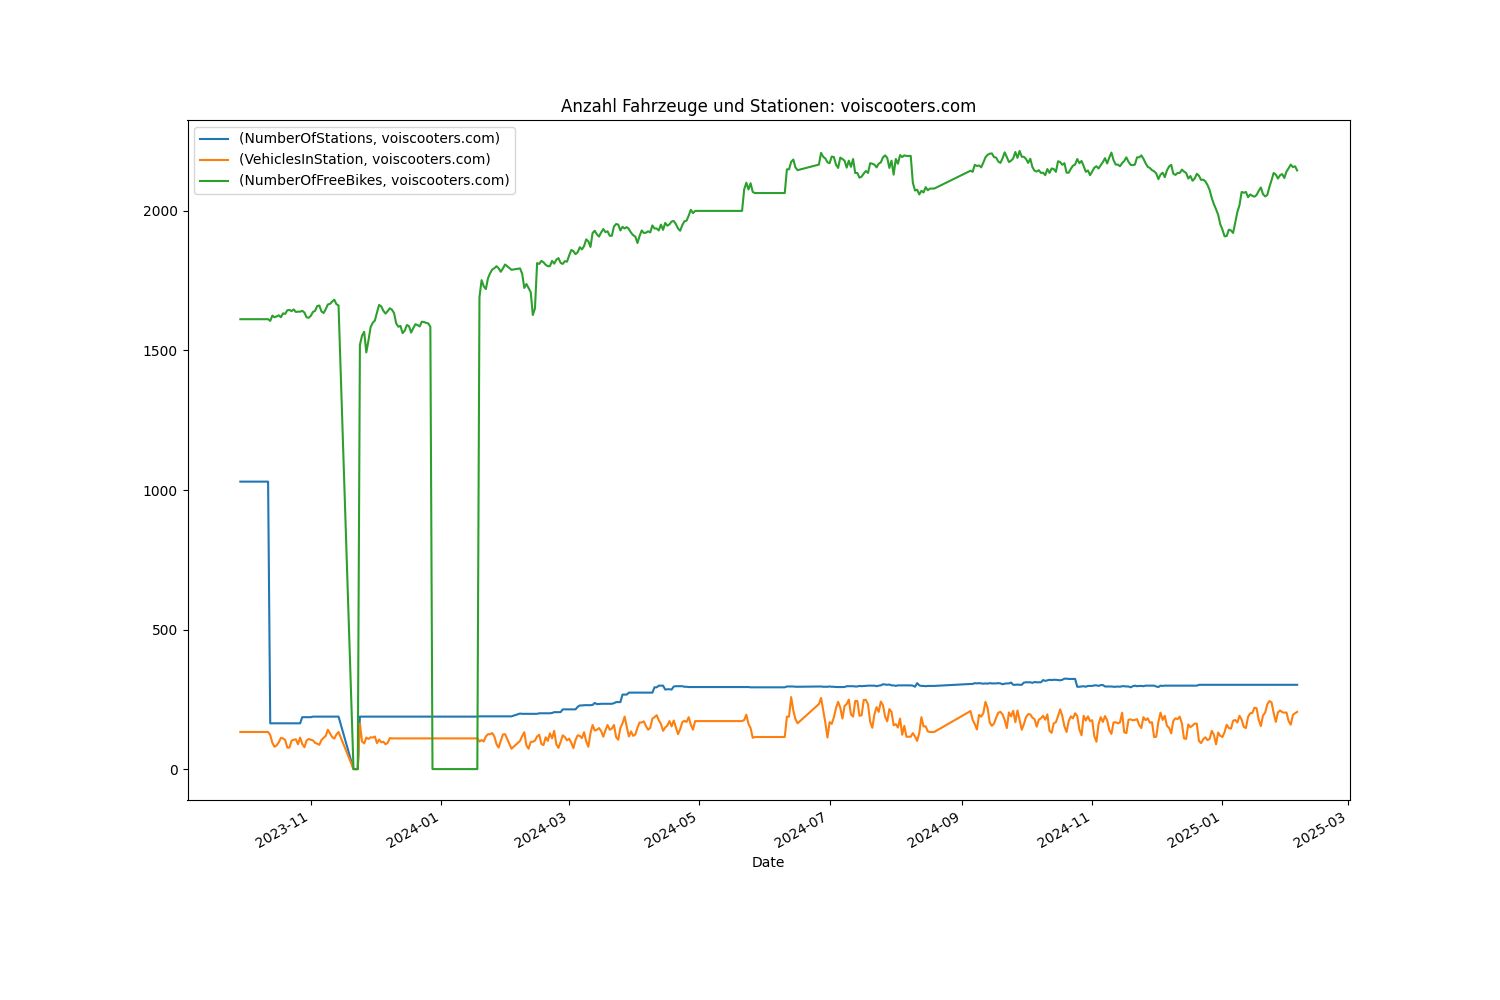 Anzahl Fahrzeuge und Stationen: voiscooters.com
(NumberOfStations, voiscooters.com)
(VehiclesInStation, voiscooters.com)
(NumberOfFreeBikes, voiscooters.com)
2000
1500
1000
500
0
2023-11
2024-01
2024-03
2024-05
2024-07
2024-09
2024-11
2025-01
2025-03
Date